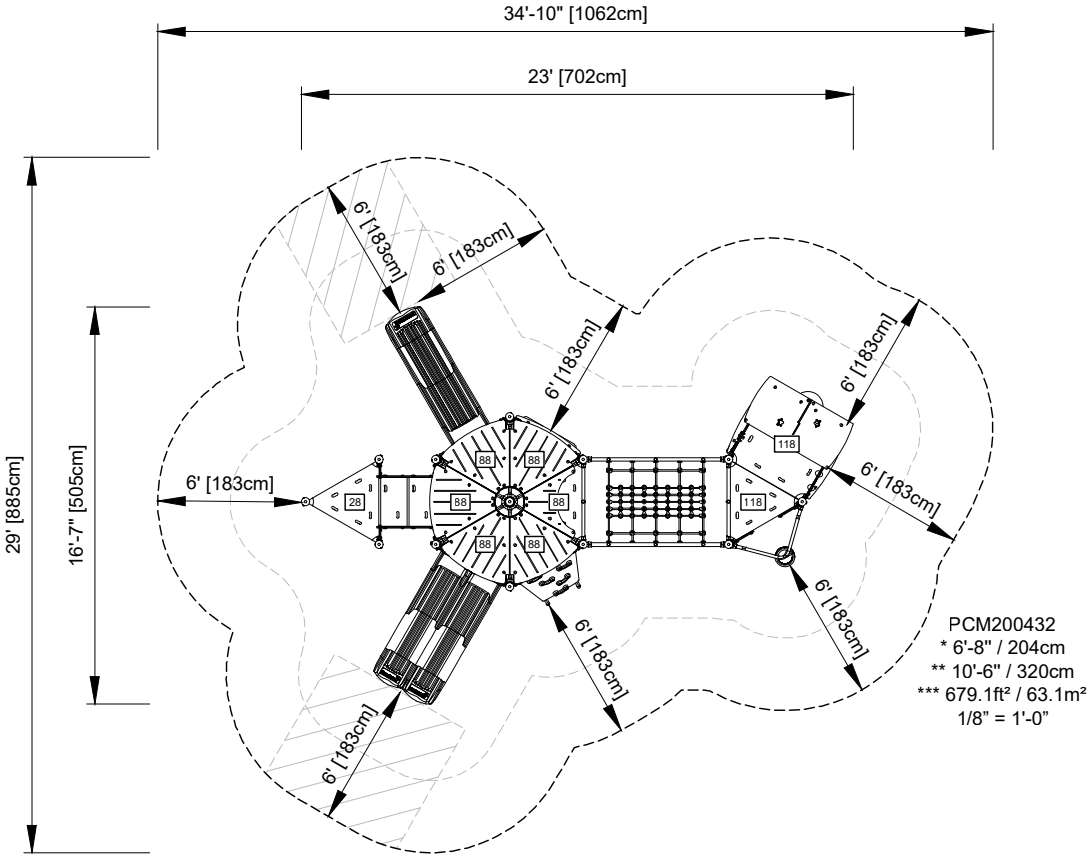 34'-10" [1062cm]
23' [702cm]
29' [885cm]
16'-7" [505cm]
6' [183cm]
6' [183cm]
6' [183cm]
6' [183cm]
6' [183cm]
6' [183cm]
6' [183cm]
6' [183cm]
6' [183cm]
88
88
118
28
88
88
118
88
88
PCM200432
* 6'-8" / 204cm
** 10'-6" / 320cm
*** 679.1ft² / 63.1m²
1/8” = 1'-0”